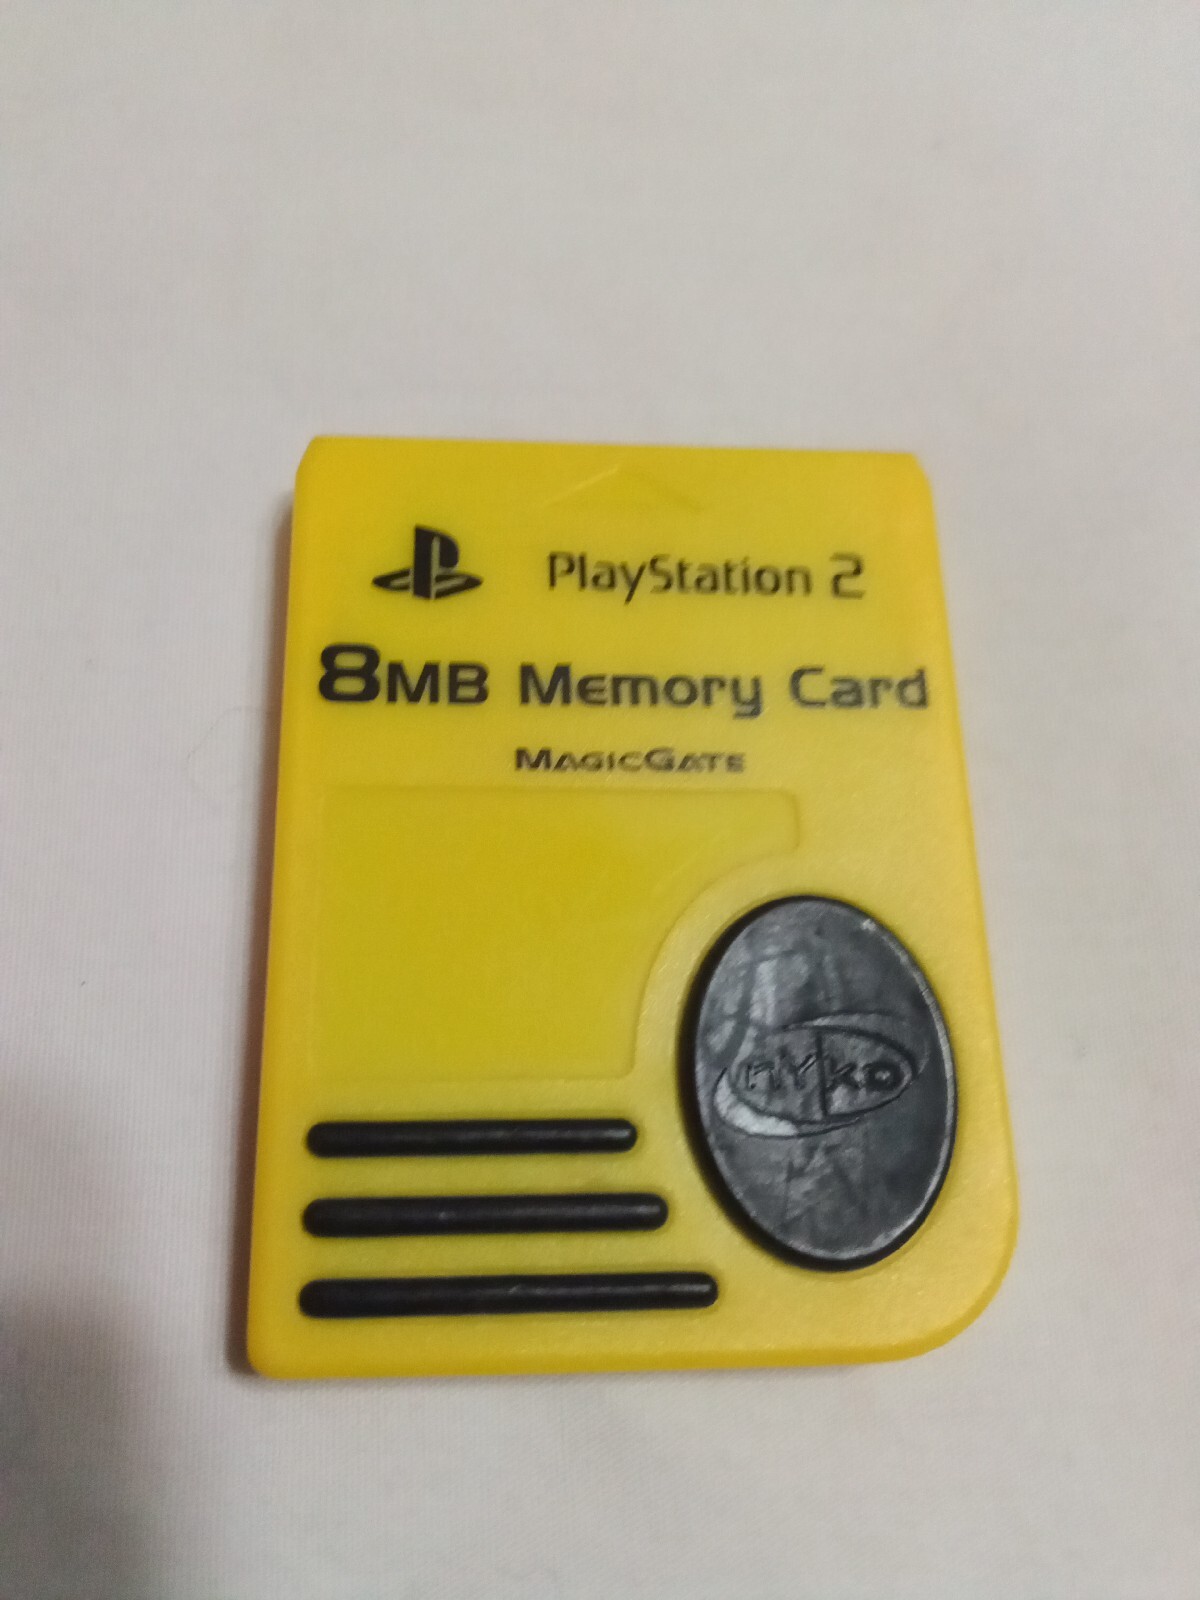 PlayStation 2
8MB Memory Card
MAGICGATE
nYKO